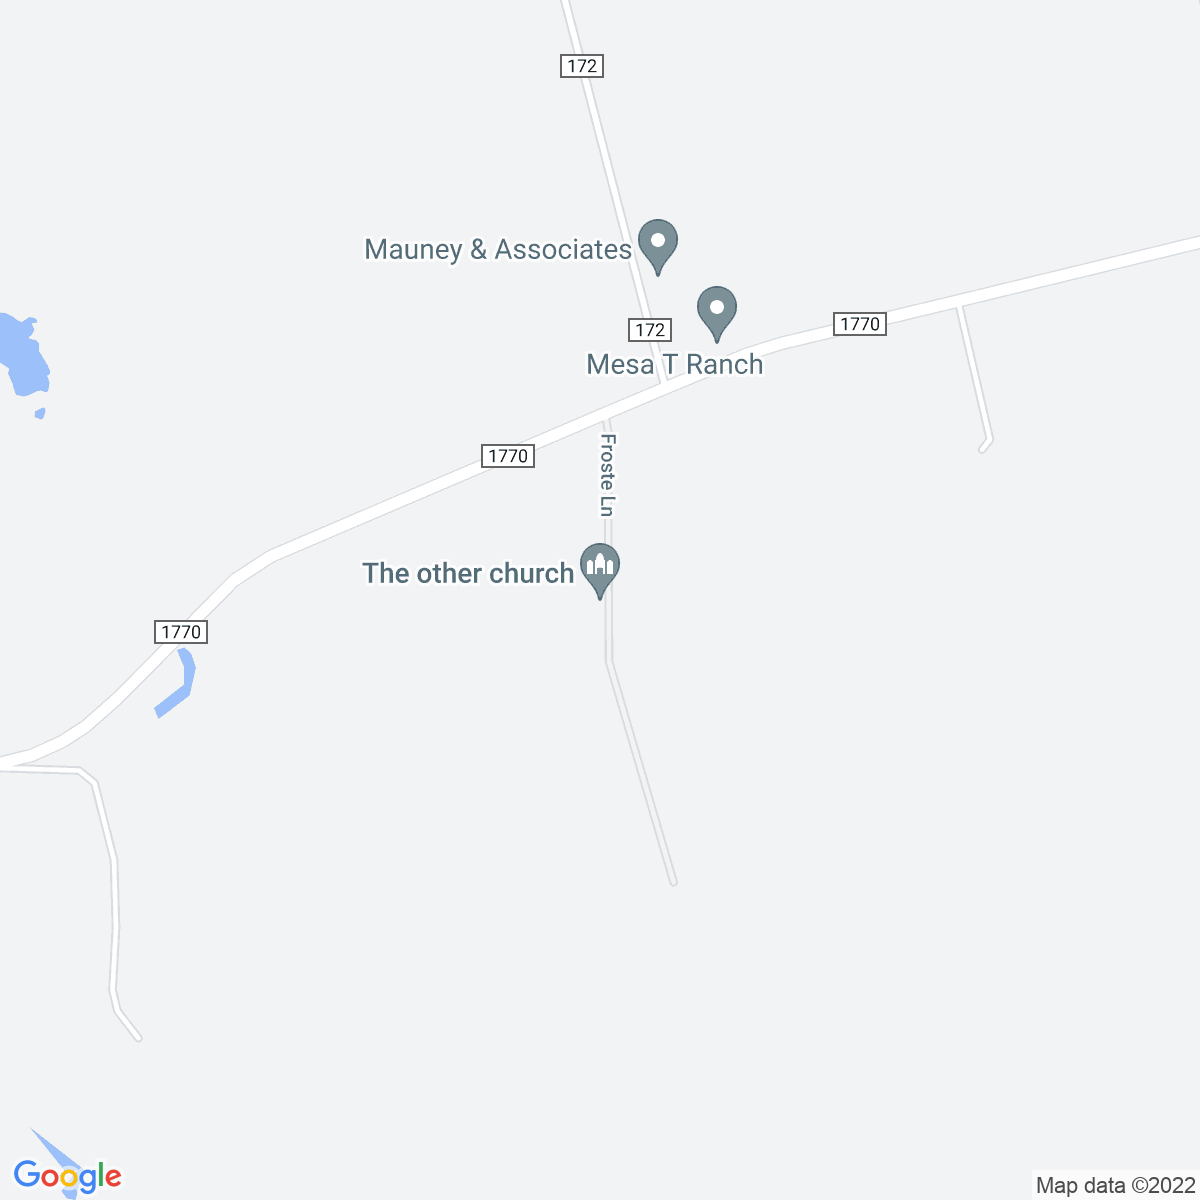 172
Mauney & Associates
172
1770
Mesa T Ranch
1770
Froste Ln
The other church
1770
Google
Map data ©2022